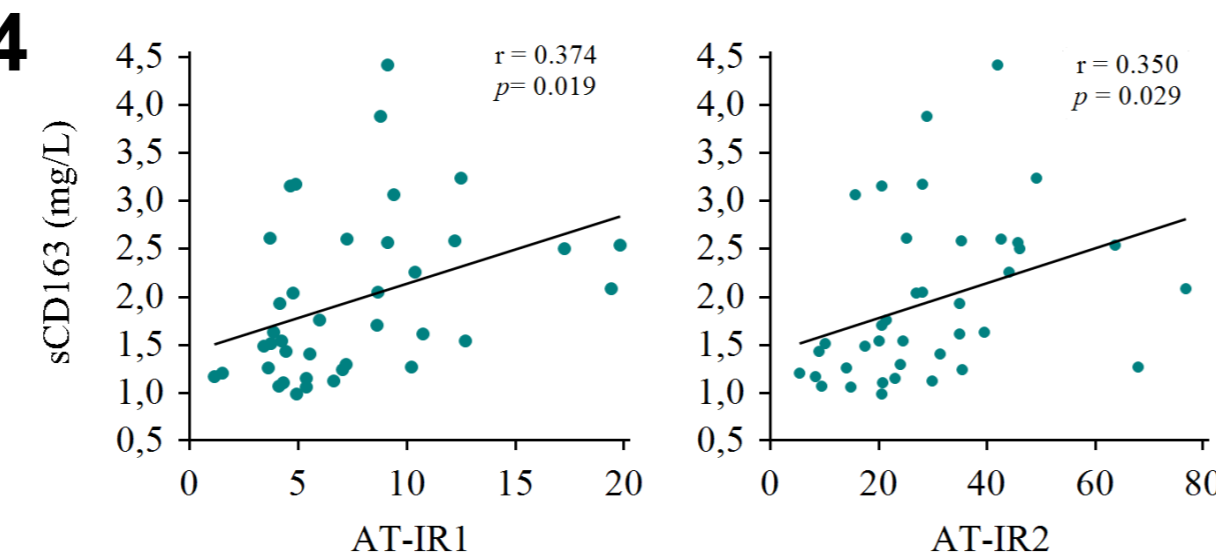 4
4,5
4,0
3,5
3,0
2,5
2,0
1,5
1,0
0,5
sCD163 (mg/L)
r = 0.374
p= 0.019
0 5 10 15 20
AT-IR1
4,5
4,0
3,5
3,0
2,5
2,0
1,5
1,0
0,5
r = 0.350
p = 0.029
0 20 40 60 80
AT-IR2